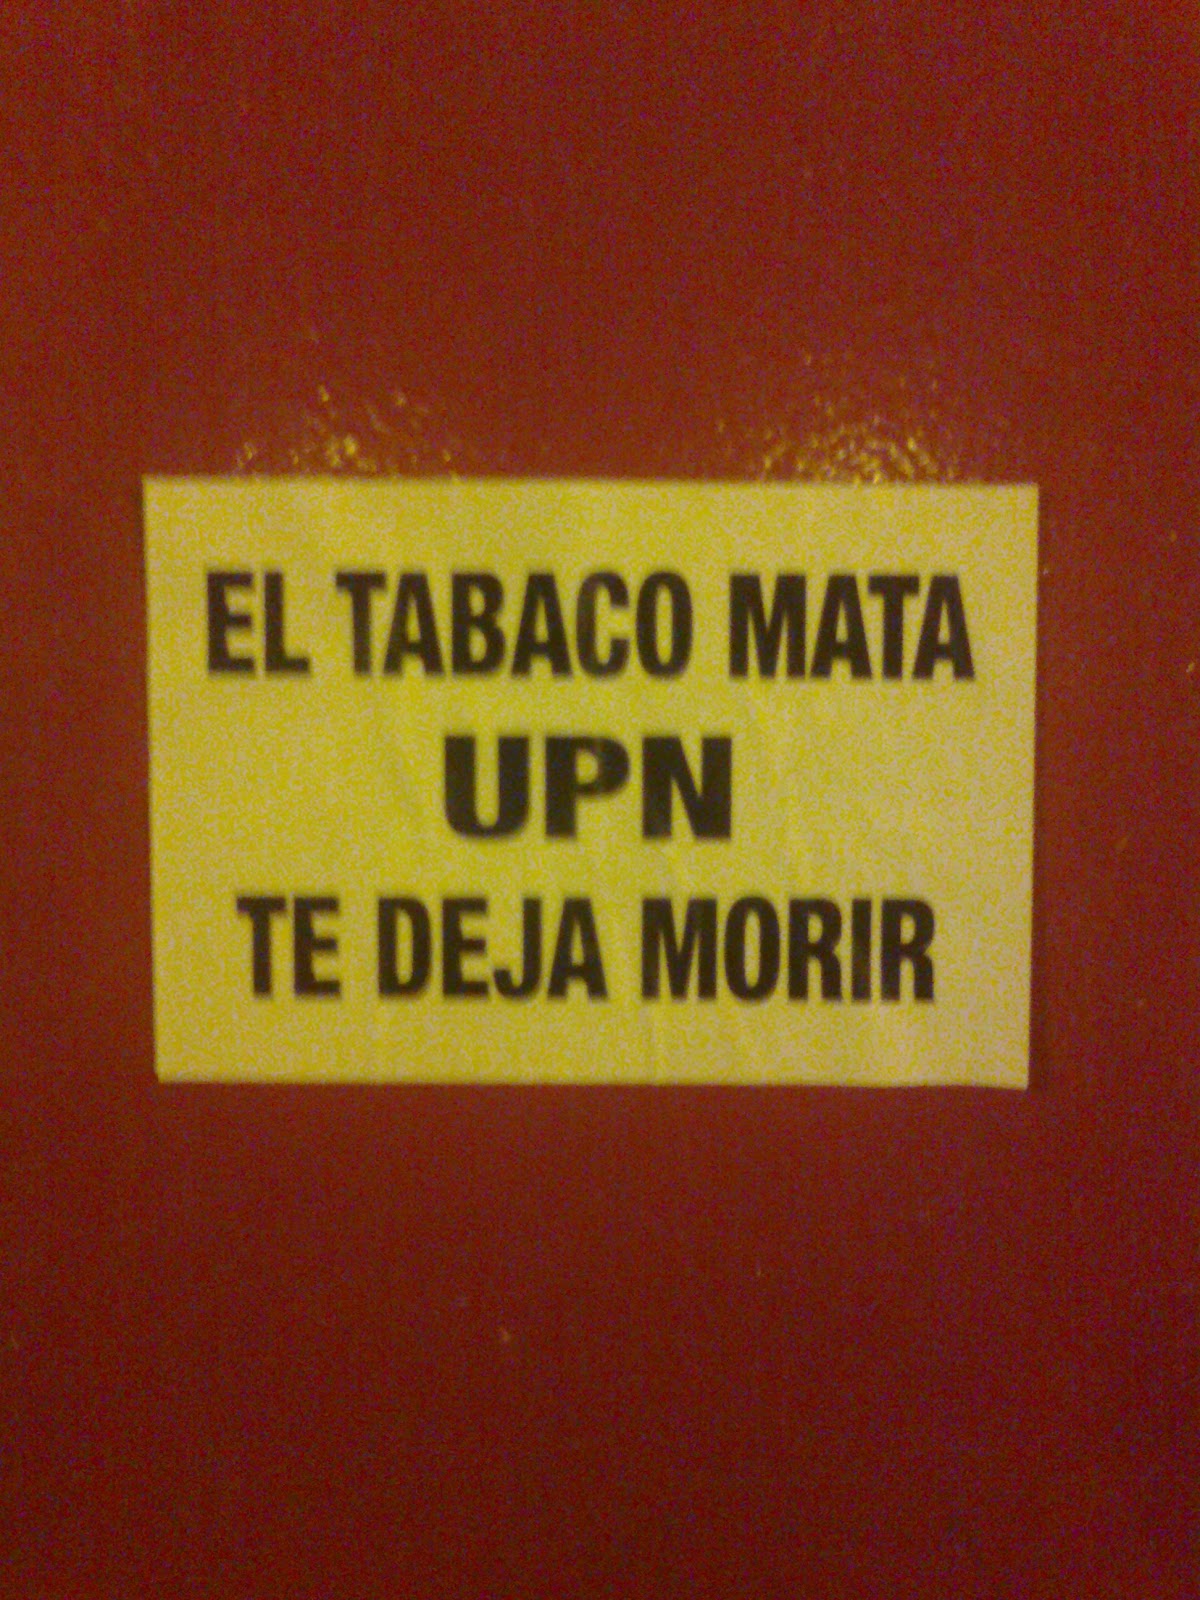 EL TABACO MATA
UPN
TE DEJA MORIR